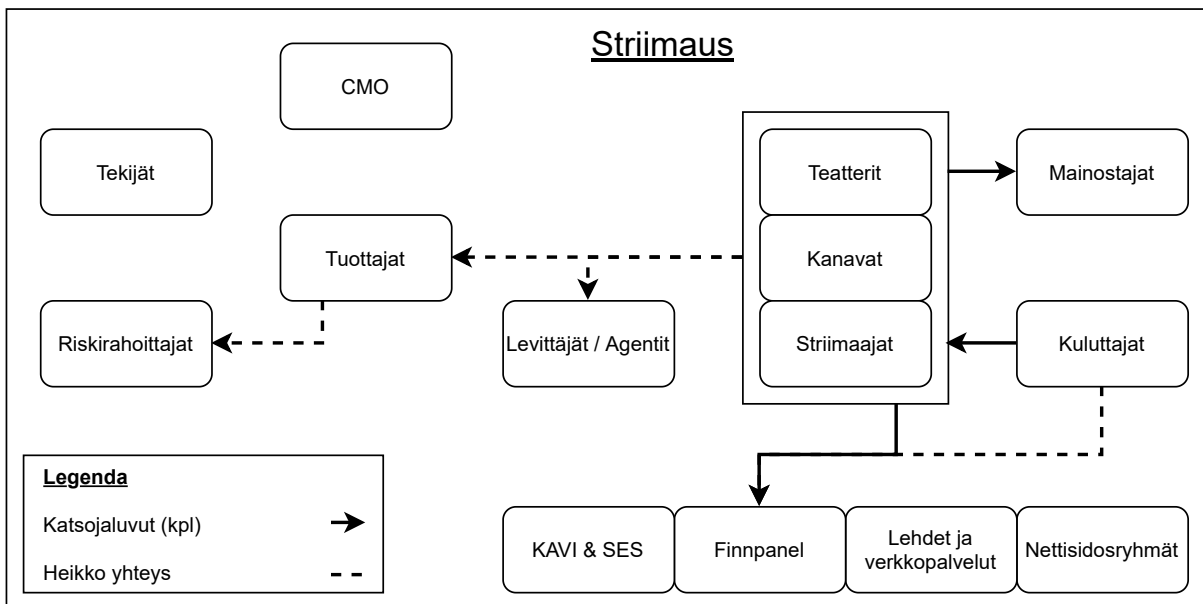 Striimaus
CMO
Tekijät
Teatterit
Mainostajat
Tuottajat
Kanavat
Riskirahoittajat
Levittäjät / Agentit
Striimaajat
Kuluttajat
Legenda
Katsojaluvut (kpl)
Heikko yhteys
KAVI & SES
Finnpanel
Lehdet ja
verkkopalvelut
Nettisidosryhmät